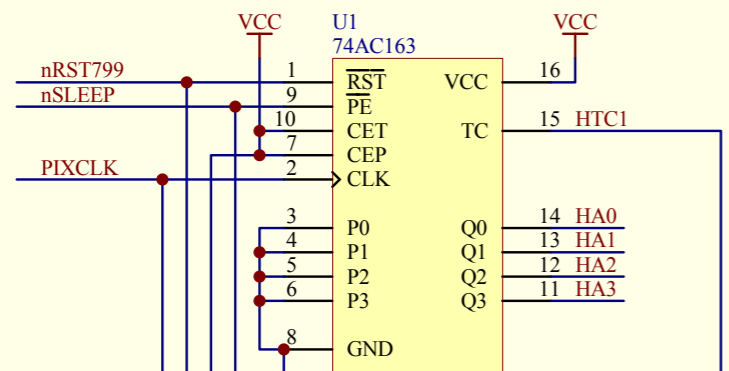 VCC
U1
VCC
74AC163
nRST799 1 RST VCC 16
nSLEEP 9 PE
10 CET TC 15 HTC1
7 CEP
PIXCLK 2 CLK
3 P0 Q0 14 HA0
4 P1 Q1 13 HA1
5 P2 Q2 12 HA2
6 P3 Q3 11 HA3
8 GND